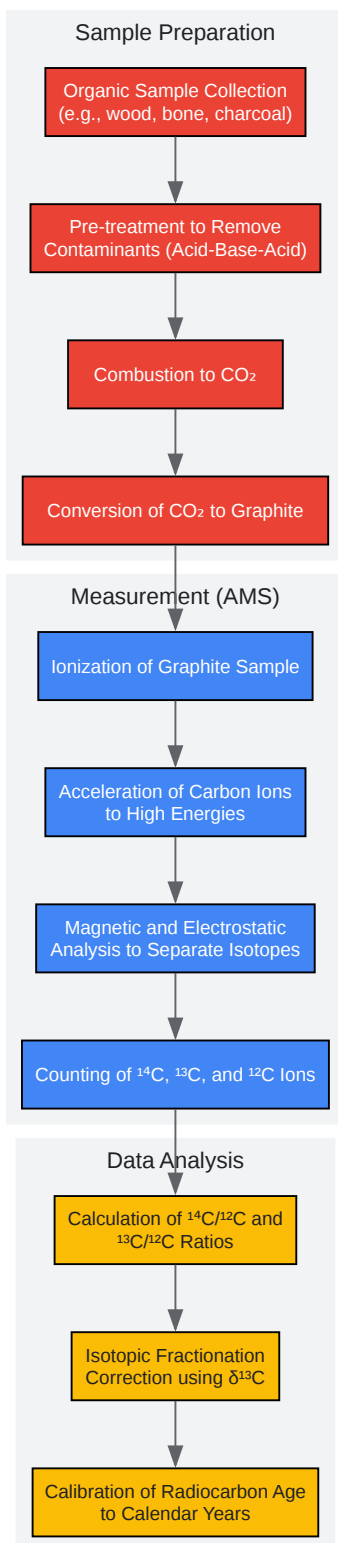 Sample Preparation
Organic Sample Collection
(e.g., wood, bone, charcoal)
Pre-treatment to Remove
Contaminants (Acid-Base-Acid)
Combustion to CO₂
Conversion of CO₂ to Graphite
Measurement (AMS)
Ionization of Graphite Sample
Acceleration of Carbon Ions
to High Energies
Magnetic and Electrostatic
Analysis to Separate Isotopes
Counting of ¹⁴C, ¹³C, and ¹²C Ions
Data Analysis
Calculation of ¹⁴C/¹²C and
¹³C/¹²C Ratios
Isotopic Fractionation
Correction using δ¹³C
Calibration of Radiocarbon Age
to Calendar Years